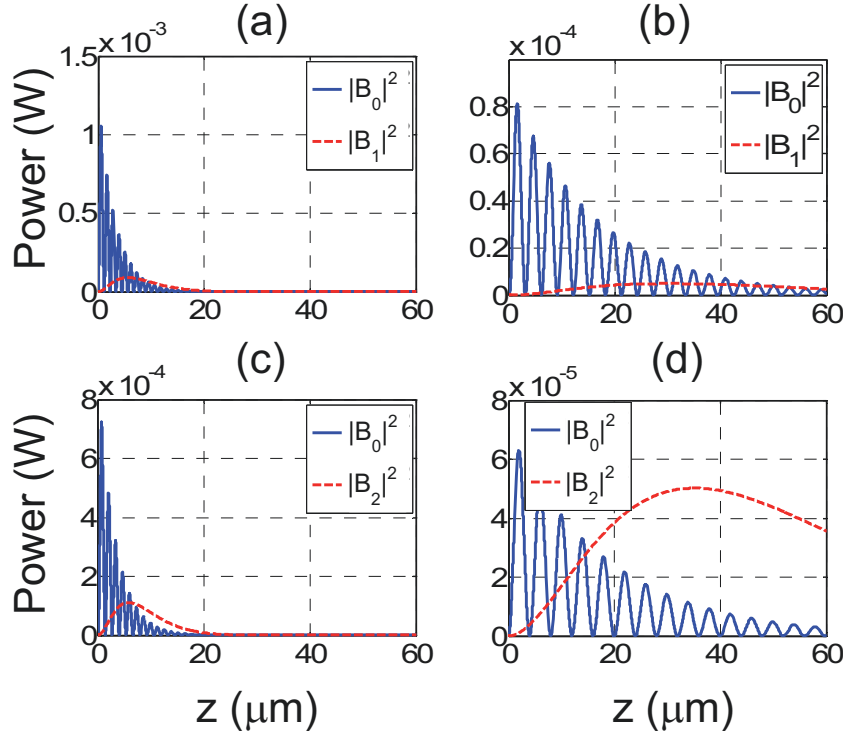 (a)
× 10⁻³
Power (W)
1.5
1
0.5
0
0 20 40 60
|B₀|²
|B₁|²
(b)
× 10⁻⁴
0.8
0.6
0.4
0.2
0
0 20 40 60
|B₀|²
|B₁|²
(c)
× 10⁻⁴
Power (W)
8
6
4
2
0
0 20 40 60
|B₀|²
|B₂|²
z (μm)
(d)
× 10⁻⁵
8
6
4
2
0
0 20 40 60
|B₀|²
|B₂|²
z (μm)